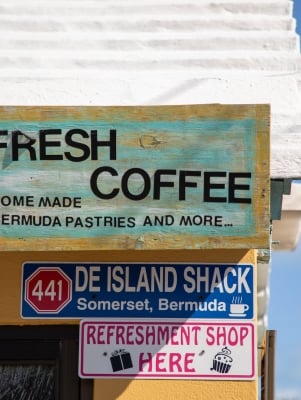 FRESH
COFFEE
OME MADE
ERMUDA PASTRIES AND MORE...
441 DE ISLAND SHACK
Somerset, Bermuda
REFRESHMENT SHOP
HERE